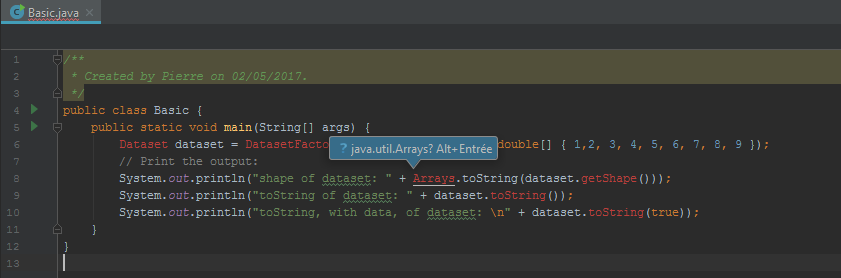 Basic.java
1 /**
2 * Created by Pierre on 02/05/2017.
3 */
4 public class Basic {
5 public static void main(String[] args) {
6 Dataset dataset = DatasetFacto double[] { 1,2, 3, 4, 5, 6, 7, 8, 9 });
? java.util.Arrays? Alt+Entrée
7 // Print the output:
8 System.out.println("shape of dataset: " + Arrays.toString(dataset.getShape()));
9 System.out.println("toString of dataset: " + dataset.toString());
10 System.out.println("toString, with data, of dataset: \n" + dataset.toString(true));
11 }
12 }
13